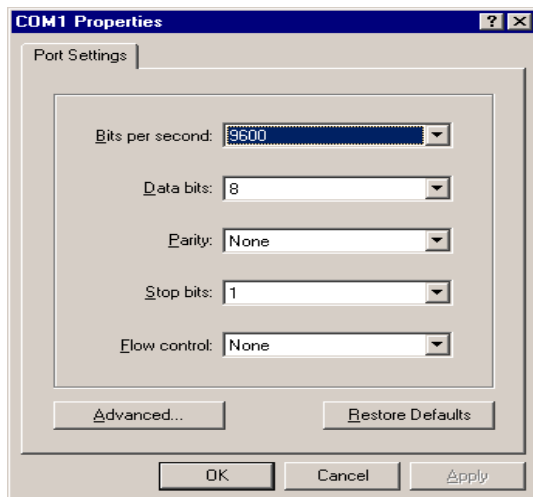 COM1 Properties
Port Settings
Bits per second: 9600
Data bits: 8
Parity: None
Stop bits: 1
Flow control: None
Advanced... Restore Defaults
OK Cancel Apply